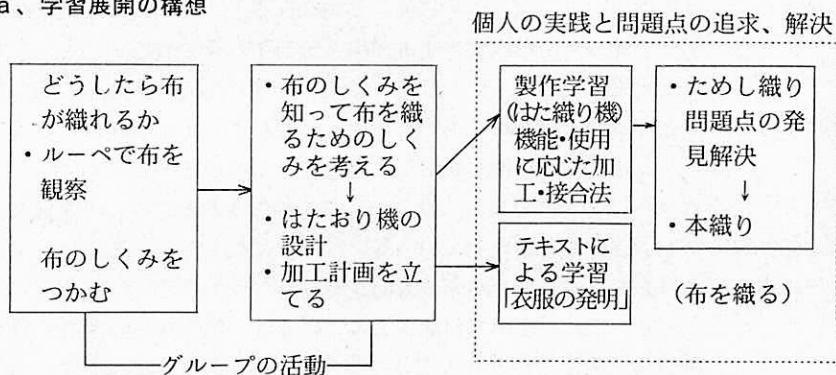 a、学習展開の構想
個人の実践と問題点の追求、解決
どうしたら布
が織れるか
・ルーペで布を
観察
布のしくみを
つかむ
・布のしくみを
知って布を織
るためのしく
みを考える
↓
・はたおり機の
設計
・加工計画を立
てる
グループの活動
製作学習
(はた織り機)
機能・使用
に応じた加
工・接合法
テキストに
よる学習
「衣服の発明」
・ためし織り
問題点の発
見解決
↓
・本織り
(布を織る)